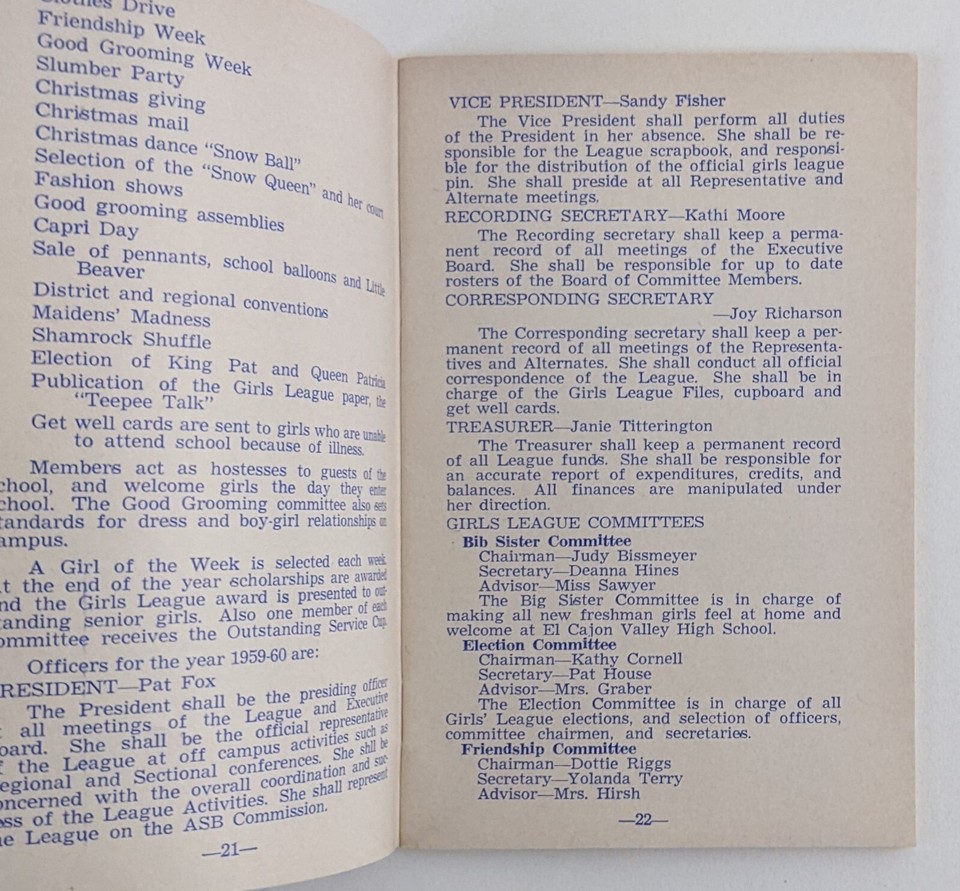 Clothes Drive
Friendship Week
Good Grooming Week
Slumber Party
Christmas giving
Christmas mail
Christmas dance "Snow Ball"
Selection of the "Snow Queen" and her court
Fashion shows
Good grooming assemblies
Capri Day
Sale of pennants, school balloons and Little
Beaver
District and regional conventions
Maidens' Madness
Shamrock Shuffle
Election of King Pat and Queen Patricia
Publication of the Girls League paper, the
"Teepee Talk"
Get well cards are sent to girls who are unable
to attend school because of illness.
Members act as hostesses to guests of the
chool, and welcome girls the day they enter
chool. The Good Grooming committee also sets
tandards for dress and boy-girl relationships on
ampus.
A Girl of the Week is selected each week.
t the end of the year scholarships are awarded
nd the Girls League award is presented to out-
tanding senior girls. Also one member of each
ommittee receives the Outstanding Service Cup.
Officers for the year 1959-60 are:
RESIDENT—Pat Fox
The President shall be the presiding officer
all meetings of the League and Executive
oard. She shall be the official representative
f the League at off campus activities such as
egional and Sectional conferences. She shll be
oncerned with the overall coordination and suc-
ess of the League Activities. She shall represent
he League on the ASB Commission.
—21—
VICE PRESIDENT—Sandy Fisher
The Vice President shall perform all duties
of the President in her absence. She shall be re-
sponsible for the League scrapbook, and responsi-
ble for the distribution of the official girls league
pin. She shall preside at all Representative and
Alternate meetings.
RECORDING SECRETARY—Kathi Moore
The Recording secretary shall keep a perma-
nent record of all meetings of the Executive
Board. She shall be responsible for up to date
rosters of the Board of Committee Members.
CORRESPONDING SECRETARY
—Joy Richarson
The Corresponding secretary shall keep a per-
manent record of all meetings of the Representa-
tives and Alternates. She shall conduct all official
correspondence of the League. She shall be in
charge of the Girls League Files, cupboard and
get well cards.
TREASURER—Janie Titterington
The Treasurer shall keep a permanent record
of all League funds. She shall be responsible for
an accurate report of expenditures, credits, and
balances. All finances are manipulated under
her direction.
GIRLS LEAGUE COMMITTEES
Bib Sister Committee
Chairman—Judy Bissmeyer
Secretary—Deanna Hines
Advisor—Miss Sawyer
The Big Sister Committee is in charge of
making all new freshman girls feel at home and
welcome at El Cajon Valley High School.
Election Committee
Chairman—Kathy Cornell
Secretary—Pat House
Advisor—Mrs. Graber
The Election Committee is in charge of all
Girls' League elections, and selection of officers,
committee chairmen, and secretaries.
Friendship Committee
Chairman—Dottie Riggs
Secretary—Yolanda Terry
Advisor—Mrs. Hirsh
—22—